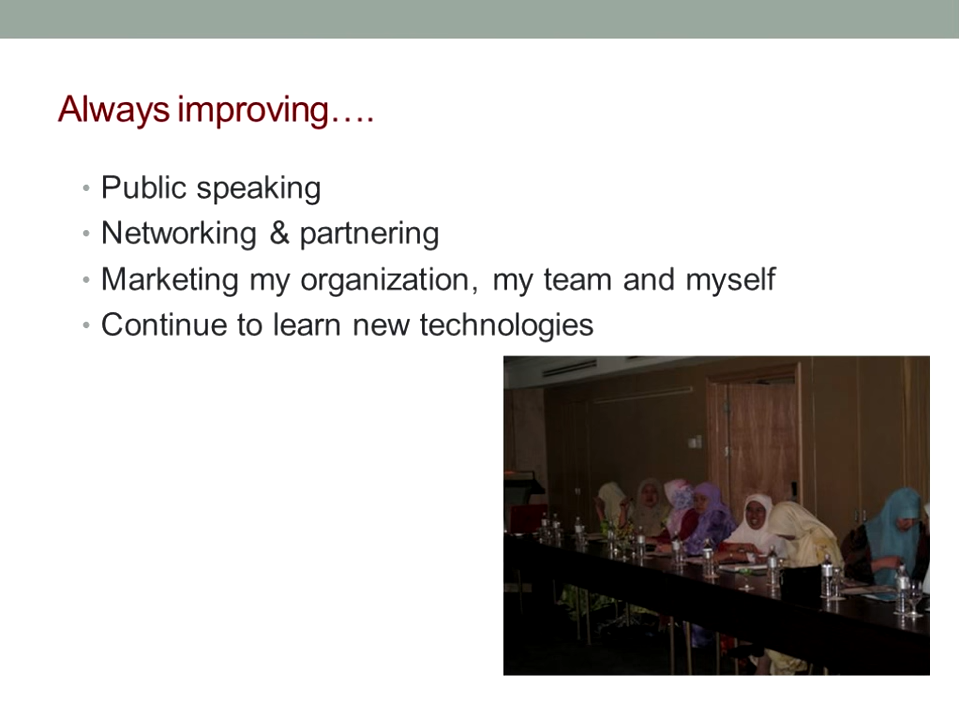 Always improving….
• Public speaking
• Networking & partnering
• Marketing my organization, my team and myself
• Continue to learn new technologies